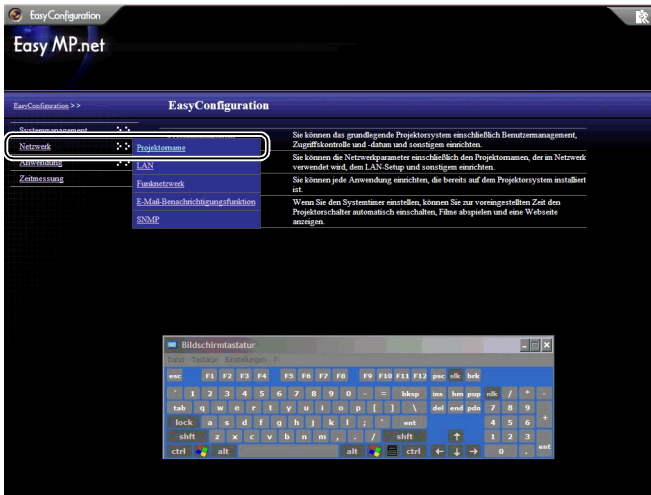 EasyConfiguration
Easy MP.net
EasyConfiguration >>
EasyConfiguration
Systemmanagement
Sie können das grundlegende Projektorsystem einschließlich Benutzermanagement,
Zugriffskontrolle und -datum und sonstigem einrichten.
Netzwerk
Projektorname
Sie können die Netzwerkparameter einschließlich den Projektornamen, der im Netzwerk
verwendet wird, dem LAN-Setup und sonstigem einrichten.
Anwendung
LAN
Sie können jede Anwendung einrichten, die bereits auf dem Projektorsystem installiert
ist.
Zeitmessung
Funknetzwerk
E-Mail-Benachrichtigungsfunktion
Wenn Sie den Systemtimer einstellen, können Sie zur voreingestellten Zeit den
Projektorschalter automatisch einschalten, Filme abspielen und eine Webseite
anzeigen.
SNMP
Bildschirmtastatur
Datei Tastatur Einstellungen ?
esc F1 F2 F3 F4 F5 F6 F7 F8 F9 F10 F11 F12 psc slk brk
` 1 2 3 4 5 6 7 8 9 0 - = bksp ins hm pup nlk / * -
tab q w e r t y u i o p [ ] \ del end pdn 7 8 9 +
lock a s d f g h j k l ; ' ent 4 5 6
shft z x c v b n m , . / shft ↑ 1 2 3 ent
ctrl alt alt ctrl ← ↓ → 0 .